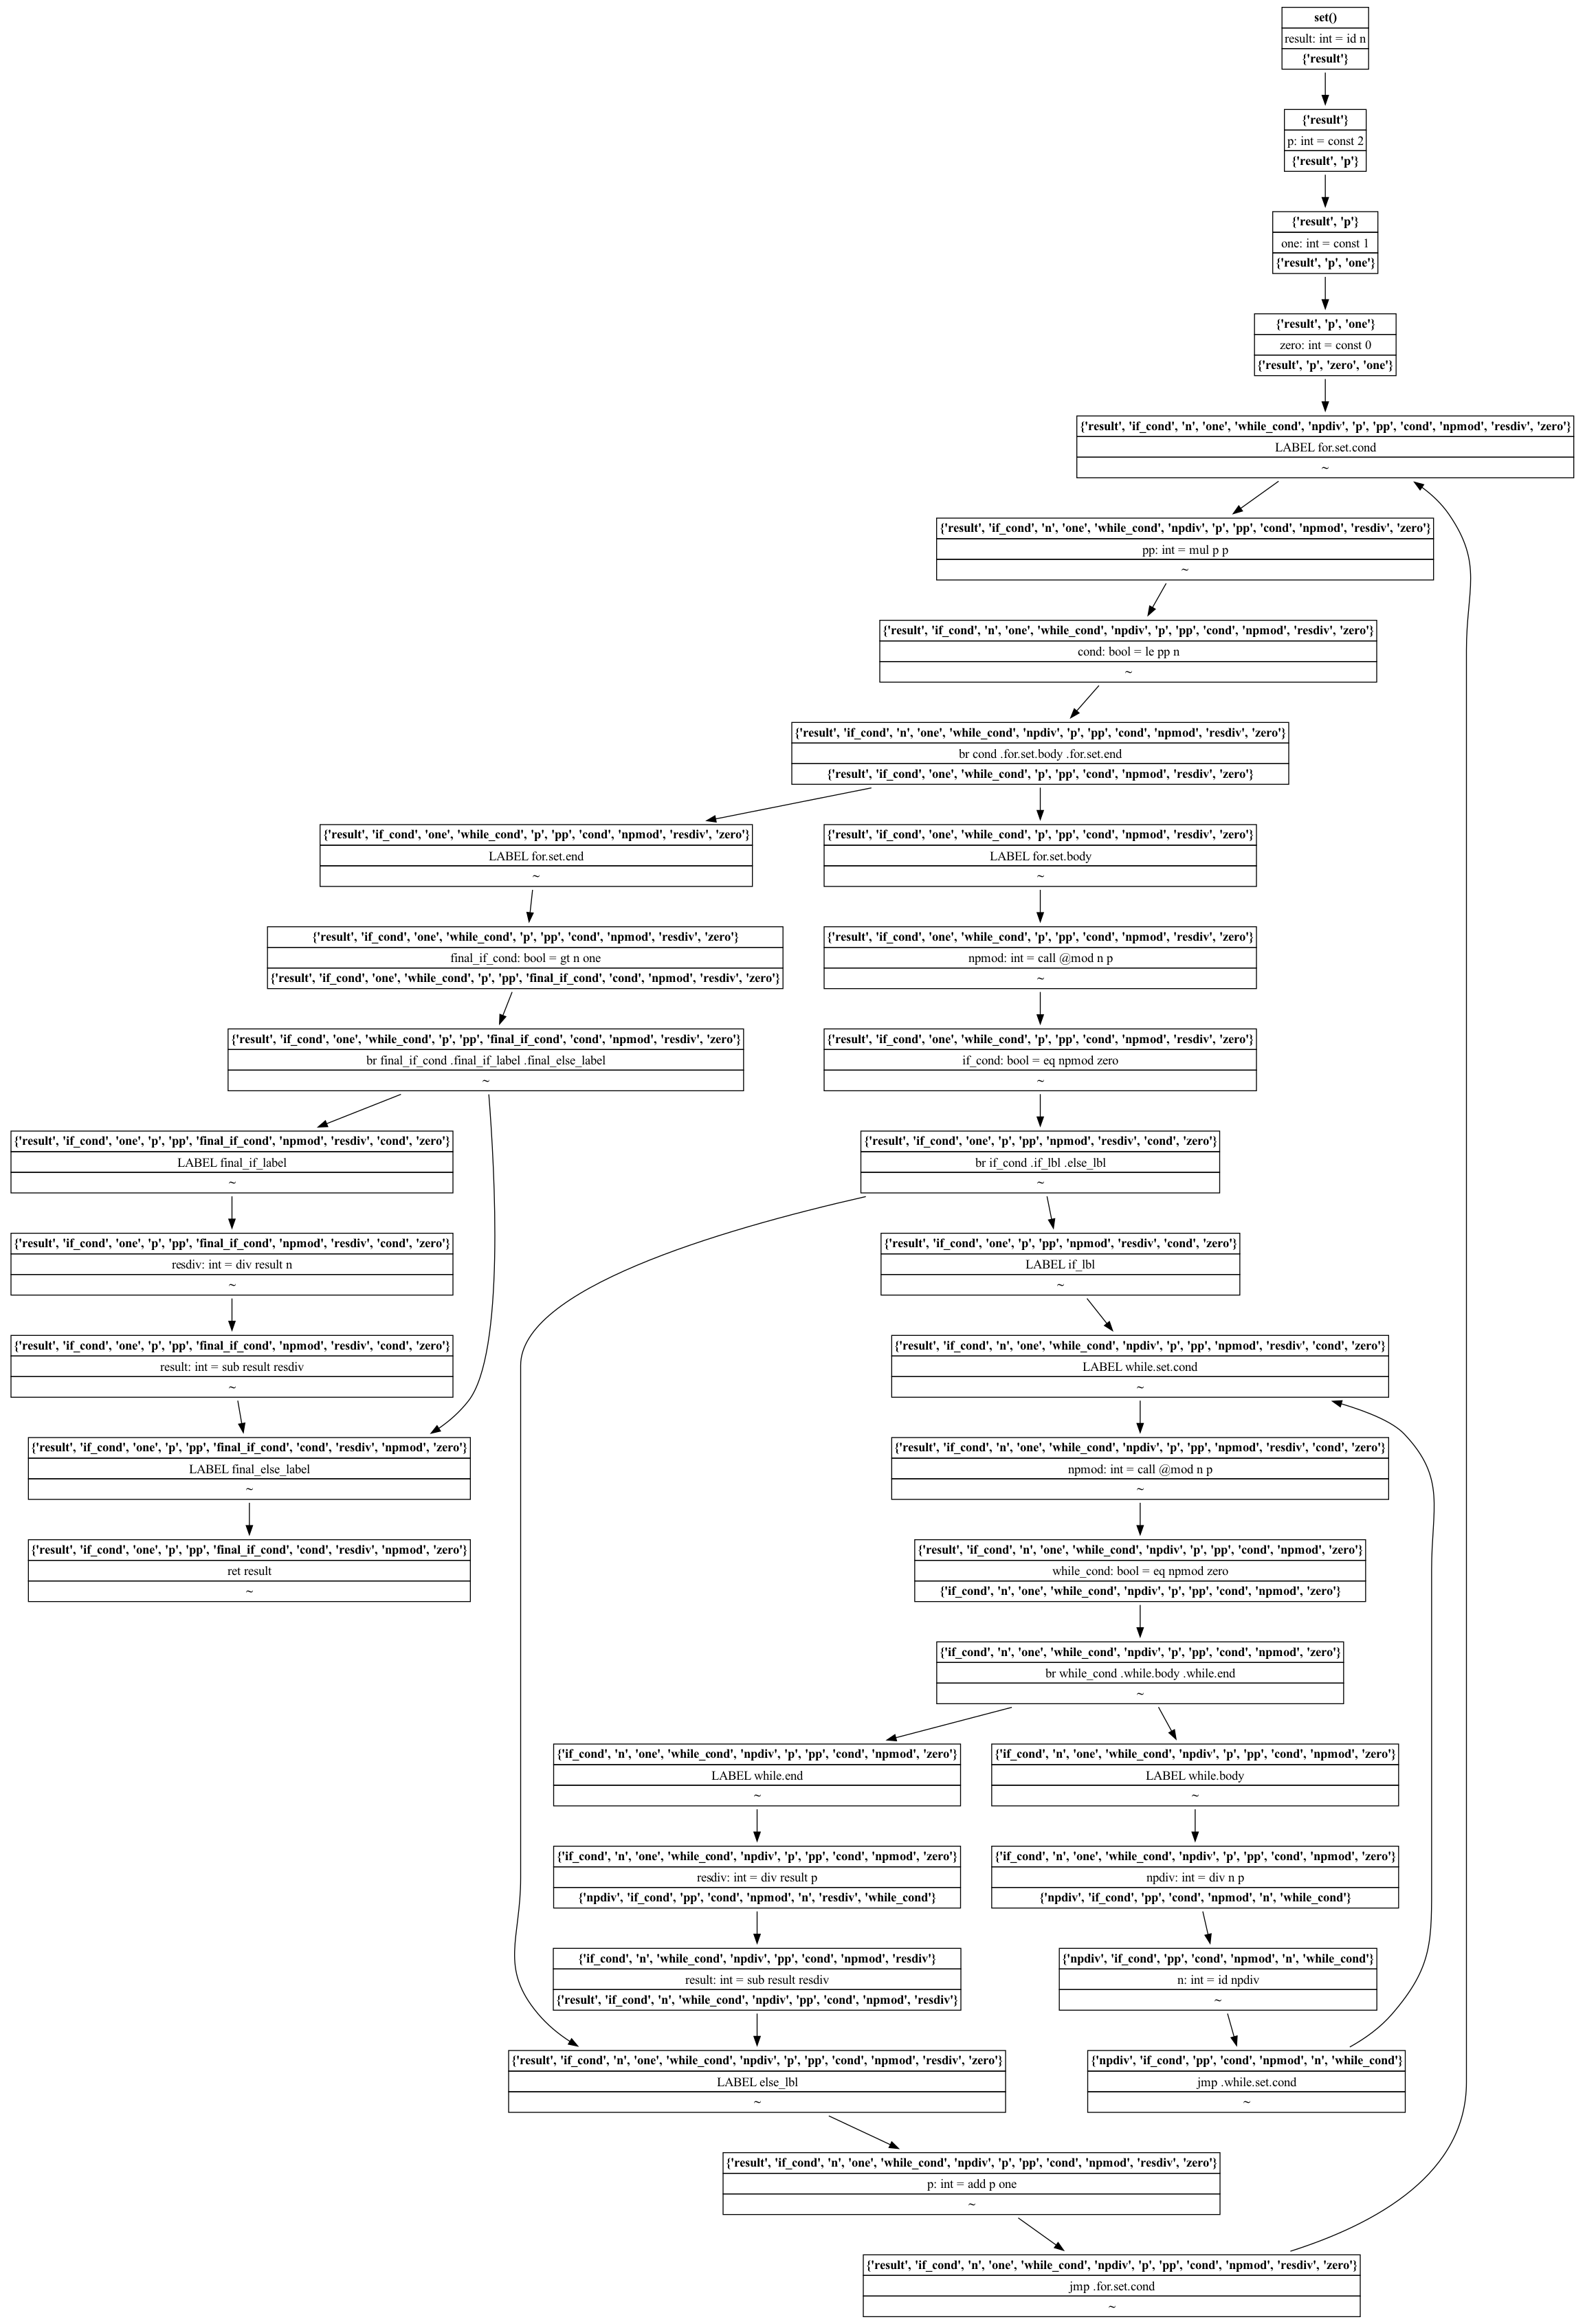 set()
result: int = id n
{'result'}
{'result'}
p: int = const 2
{'result', 'p'}
{'result', 'p'}
one: int = const 1
{'result', 'p', 'one'}
{'result', 'p', 'one'}
zero: int = const 0
{'result', 'p', 'zero', 'one'}
{'result', 'if_cond', 'n', 'one', 'while_cond', 'npdiv', 'p', 'pp', 'cond', 'npmod', 'resdiv', 'zero'}
LABEL for.set.cond
~
{'result', 'if_cond', 'n', 'one', 'while_cond', 'npdiv', 'p', 'pp', 'cond', 'npmod', 'resdiv', 'zero'}
pp: int = mul p p
~
{'result', 'if_cond', 'n', 'one', 'while_cond', 'npdiv', 'p', 'pp', 'cond', 'npmod', 'resdiv', 'zero'}
cond: bool = le pp n
~
{'result', 'if_cond', 'n', 'one', 'while_cond', 'npdiv', 'p', 'pp', 'cond', 'npmod', 'resdiv', 'zero'}
br cond .for.set.body .for.set.end
{'result', 'if_cond', 'one', 'while_cond', 'p', 'pp', 'cond', 'npmod', 'resdiv', 'zero'}
{'result', 'if_cond', 'one', 'while_cond', 'p', 'pp', 'cond', 'npmod', 'resdiv', 'zero'}
LABEL for.set.end
~
{'result', 'if_cond', 'one', 'while_cond', 'p', 'pp', 'cond', 'npmod', 'resdiv', 'zero'}
final_if_cond: bool = gt n one
{'result', 'if_cond', 'one', 'while_cond', 'p', 'pp', 'final_if_cond', 'cond', 'npmod', 'resdiv', 'zero'}
{'result', 'if_cond', 'one', 'while_cond', 'p', 'pp', 'final_if_cond', 'cond', 'npmod', 'resdiv', 'zero'}
br final_if_cond .final_if_label .final_else_label
~
{'result', 'if_cond', 'one', 'p', 'pp', 'final_if_cond', 'npmod', 'resdiv', 'cond', 'zero'}
LABEL final_if_label
~
{'result', 'if_cond', 'one', 'p', 'pp', 'final_if_cond', 'npmod', 'resdiv', 'cond', 'zero'}
resdiv: int = div result n
~
{'result', 'if_cond', 'one', 'p', 'pp', 'final_if_cond', 'npmod', 'resdiv', 'cond', 'zero'}
result: int = sub result resdiv
~
{'result', 'if_cond', 'one', 'p', 'pp', 'final_if_cond', 'cond', 'resdiv', 'npmod', 'zero'}
LABEL final_else_label
~
{'result', 'if_cond', 'one', 'p', 'pp', 'final_if_cond', 'cond', 'resdiv', 'npmod', 'zero'}
ret result
~
{'result', 'if_cond', 'one', 'while_cond', 'p', 'pp', 'cond', 'npmod', 'resdiv', 'zero'}
LABEL for.set.body
~
{'result', 'if_cond', 'one', 'while_cond', 'p', 'pp', 'cond', 'npmod', 'resdiv', 'zero'}
npmod: int = call @mod n p
~
{'result', 'if_cond', 'one', 'while_cond', 'p', 'pp', 'cond', 'npmod', 'resdiv', 'zero'}
if_cond: bool = eq npmod zero
~
{'result', 'if_cond', 'one', 'p', 'pp', 'npmod', 'resdiv', 'cond', 'zero'}
br if_cond .if_lbl .else_lbl
~
{'result', 'if_cond', 'one', 'p', 'pp', 'npmod', 'resdiv', 'cond', 'zero'}
LABEL if_lbl
~
{'result', 'if_cond', 'n', 'one', 'while_cond', 'npdiv', 'p', 'pp', 'npmod', 'resdiv', 'cond', 'zero'}
LABEL while.set.cond
~
{'result', 'if_cond', 'n', 'one', 'while_cond', 'npdiv', 'p', 'pp', 'npmod', 'resdiv', 'cond', 'zero'}
npmod: int = call @mod n p
~
{'result', 'if_cond', 'n', 'one', 'while_cond', 'npdiv', 'p', 'pp', 'cond', 'npmod', 'zero'}
while_cond: bool = eq npmod zero
{'if_cond', 'n', 'one', 'while_cond', 'npdiv', 'p', 'pp', 'cond', 'npmod', 'zero'}
{'if_cond', 'n', 'one', 'while_cond', 'npdiv', 'p', 'pp', 'cond', 'npmod', 'zero'}
br while_cond .while.body .while.end
~
{'if_cond', 'n', 'one', 'while_cond', 'npdiv', 'p', 'pp', 'cond', 'npmod', 'zero'}
LABEL while.end
~
{'if_cond', 'n', 'one', 'while_cond', 'npdiv', 'p', 'pp', 'cond', 'npmod', 'zero'}
resdiv: int = div result p
{'npdiv', 'if_cond', 'pp', 'cond', 'npmod', 'n', 'resdiv', 'while_cond'}
{'if_cond', 'n', 'while_cond', 'npdiv', 'pp', 'cond', 'npmod', 'resdiv'}
result: int = sub result resdiv
{'result', 'if_cond', 'n', 'while_cond', 'npdiv', 'pp', 'cond', 'npmod', 'resdiv'}
{'if_cond', 'n', 'one', 'while_cond', 'npdiv', 'p', 'pp', 'cond', 'npmod', 'zero'}
LABEL while.body
~
{'if_cond', 'n', 'one', 'while_cond', 'npdiv', 'p', 'pp', 'cond', 'npmod', 'zero'}
npdiv: int = div n p
{'npdiv', 'if_cond', 'pp', 'cond', 'npmod', 'n', 'while_cond'}
{'npdiv', 'if_cond', 'pp', 'cond', 'npmod', 'n', 'while_cond'}
n: int = id npdiv
~
{'npdiv', 'if_cond', 'pp', 'cond', 'npmod', 'n', 'while_cond'}
jmp .while.set.cond
~
{'result', 'if_cond', 'n', 'one', 'while_cond', 'npdiv', 'p', 'pp', 'cond', 'npmod', 'resdiv', 'zero'}
LABEL else_lbl
~
{'result', 'if_cond', 'n', 'one', 'while_cond', 'npdiv', 'p', 'pp', 'cond', 'npmod', 'resdiv', 'zero'}
p: int = add p one
~
{'result', 'if_cond', 'n', 'one', 'while_cond', 'npdiv', 'p', 'pp', 'cond', 'npmod', 'resdiv', 'zero'}
jmp .for.set.cond
~